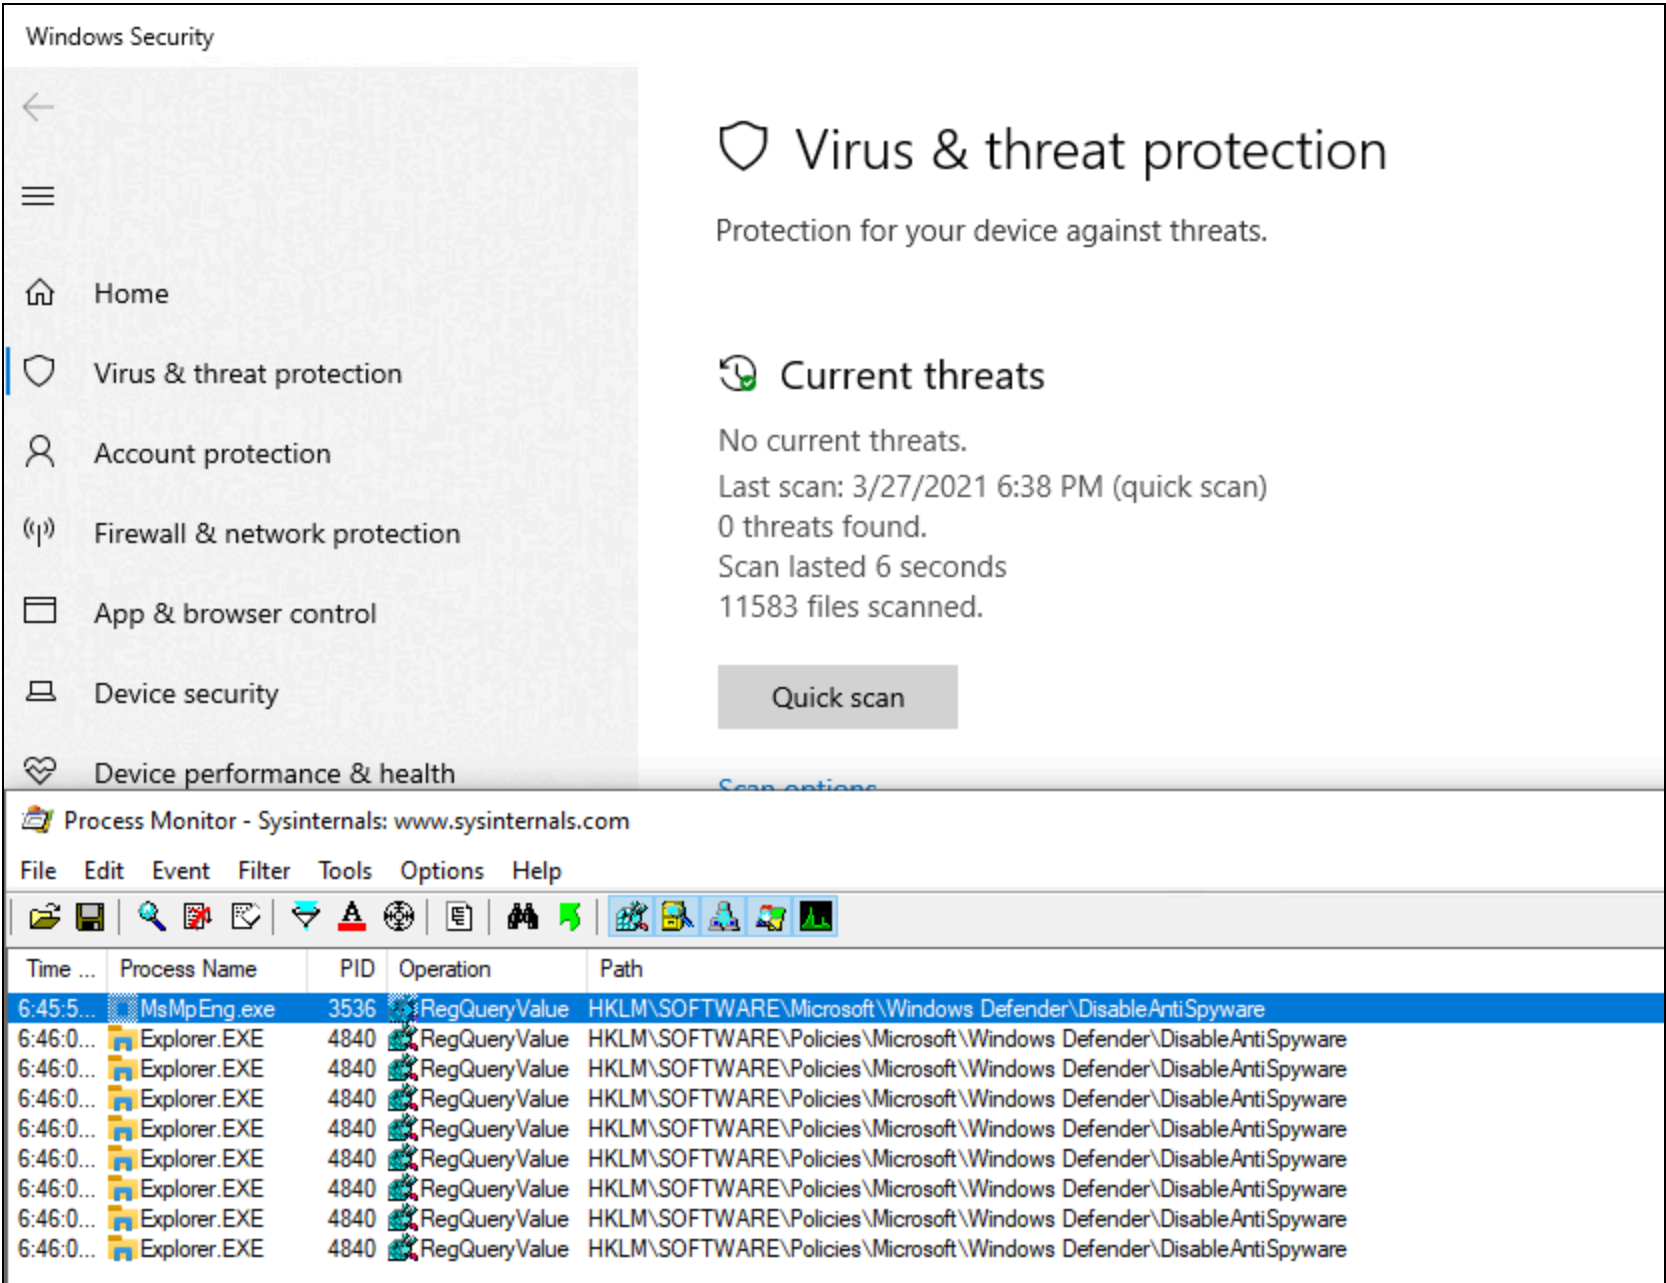 Windows Security
Home
Virus & threat protection
Account protection
Firewall & network protection
App & browser control
Device security
Device performance & health
Virus & threat protection
Protection for your device against threats.
Current threats
No current threats.
Last scan: 3/27/2021 6:38 PM (quick scan)
0 threats found.
Scan lasted 6 seconds
11583 files scanned.
Quick scan
Scan options
Process Monitor - Sysinternals: www.sysinternals.com
File Edit Event Filter Tools Options Help
Time ... Process Name PID Operation Path
6:45:5... MsMpEng.exe 3536 RegQueryValue HKLM\SOFTWARE\Microsoft\Windows Defender\DisableAntiSpyware
6:46:0... Explorer.EXE 4840 RegQueryValue HKLM\SOFTWARE\Policies\Microsoft\Windows Defender\DisableAntiSpyware
6:46:0... Explorer.EXE 4840 RegQueryValue HKLM\SOFTWARE\Policies\Microsoft\Windows Defender\DisableAntiSpyware
6:46:0... Explorer.EXE 4840 RegQueryValue HKLM\SOFTWARE\Policies\Microsoft\Windows Defender\DisableAntiSpyware
6:46:0... Explorer.EXE 4840 RegQueryValue HKLM\SOFTWARE\Policies\Microsoft\Windows Defender\DisableAntiSpyware
6:46:0... Explorer.EXE 4840 RegQueryValue HKLM\SOFTWARE\Policies\Microsoft\Windows Defender\DisableAntiSpyware
6:46:0... Explorer.EXE 4840 RegQueryValue HKLM\SOFTWARE\Policies\Microsoft\Windows Defender\DisableAntiSpyware
6:46:0... Explorer.EXE 4840 RegQueryValue HKLM\SOFTWARE\Policies\Microsoft\Windows Defender\DisableAntiSpyware
6:46:0... Explorer.EXE 4840 RegQueryValue HKLM\SOFTWARE\Policies\Microsoft\Windows Defender\DisableAntiSpyware